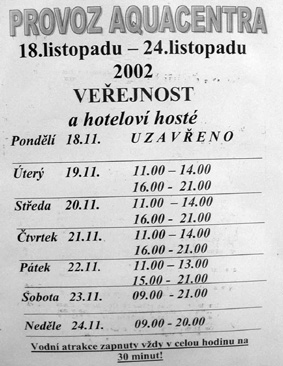 PROVOZ AQUACENTRA
18.listopadu – 24.listopadu
2002
VEŘEJNOST
a hoteloví hosté
Pondělí 18.11. U Z A V Ř E N O
Úterý 19.11. 11.00 – 14.00
16.00 - 21.00
Středa 20.11. 11.00 – 14.00
16.00 - 21.00
Čtvrtek 21.11. 11.00 – 14.00
16.00 - 21.00
Pátek 22.11. 11.00 – 13.00
15.00 - 21.00
Šobota 23.11. 09.00 - 21.00
Neděle 24.11. 09.00 - 20.00
Vodní atrakce zapnuty vždy v celou hodinu na
30 minut!